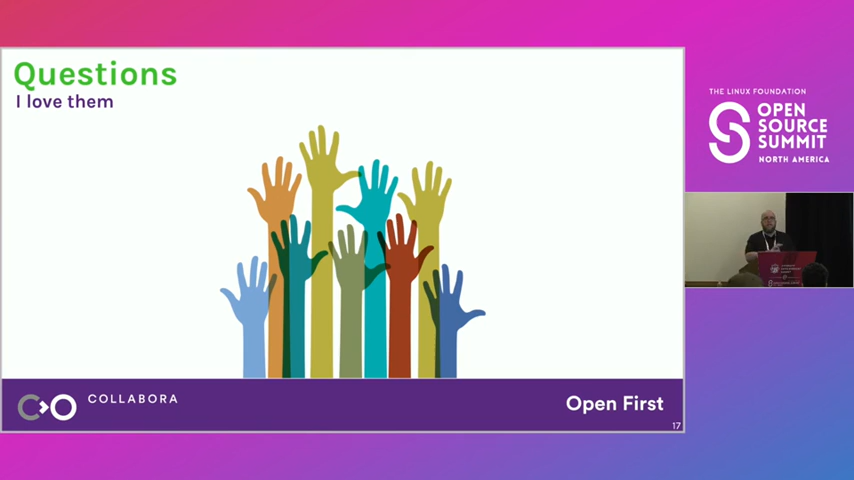 Questions
I love them
COLLABORA
Open First
17
THE LINUX FOUNDATION
OPEN
SOURCE
SUMMIT
NORTH AMERICA